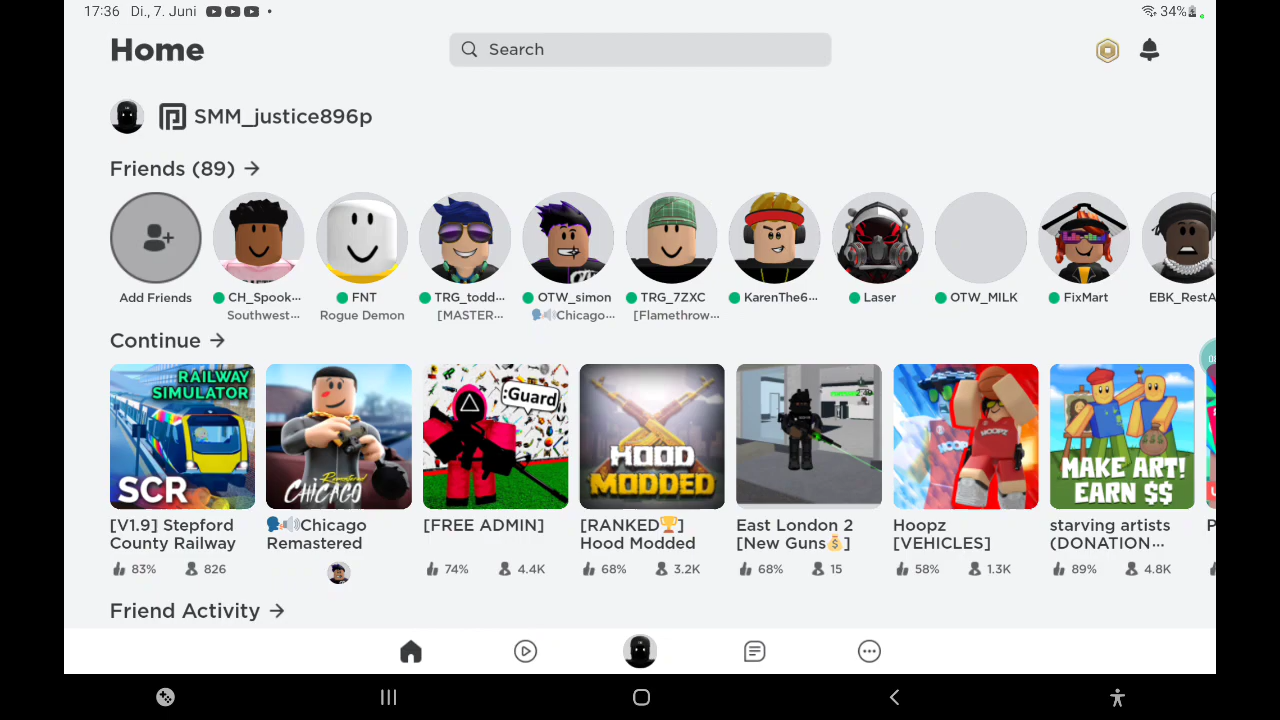 17:36 Di., 7. Juni
34%
Home
Search
SMM_justice896p
Friends (89) →
Add Friends
CH_Spook...
Southwest...
FNT
Rogue Demon
TRG_todd...
[MASTER...
OTW_simon
🗣️🔊Chicago...
TRG_7ZXC
[Flamethrow...
KarenThe6...
Laser
OTW_MILK
FixMart
EBK_RestA
Continue →
RAILWAY
SIMULATOR
SCR
Remastered
CHICAGO
:Guard
HOOD
MODDED
HOOPZ
MAKE ART!
EARN $$
[V1.9] Stepford
County Railway
83% 826
🗣️🔊Chicago
Remastered
[FREE ADMIN]
74% 4.4K
[RANKED🏆]
Hood Modded
68% 3.2K
East London 2
[New Guns💰]
68% 15
Hoopz
[VEHICLES]
58% 1.3K
starving artists
(DONATION...
89% 4.8K
Friend Activity →